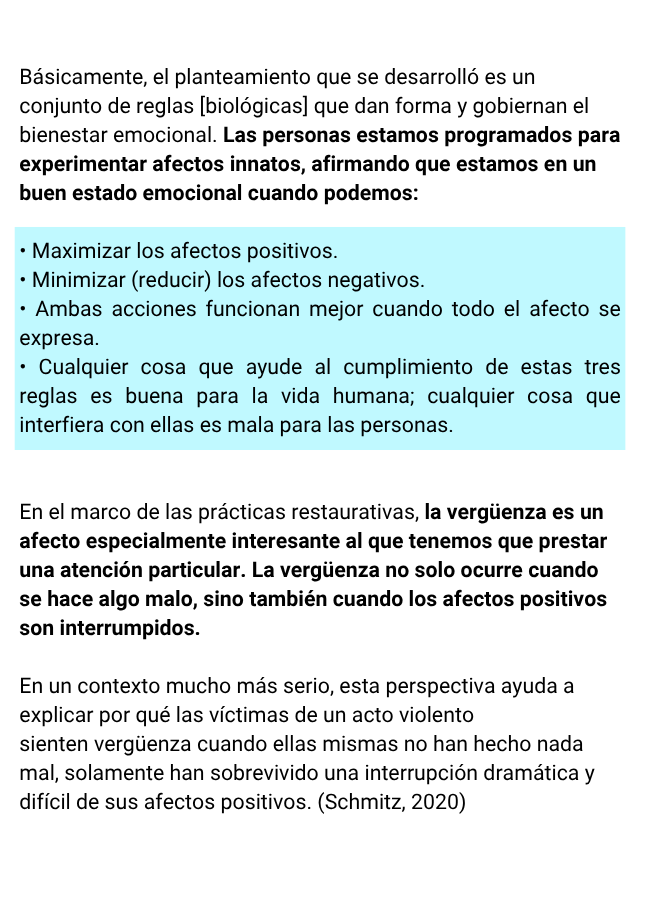 Básicamente, el planteamiento que se desarrolló es un
conjunto de reglas [biológicas] que dan forma y gobiernan el
bienestar emocional. Las personas estamos programados para
experimentar afectos innatos, afirmando que estamos en un
buen estado emocional cuando podemos:
• Maximizar los afectos positivos.
• Minimizar (reducir) los afectos negativos.
• Ambas acciones funcionan mejor cuando todo el afecto se
expresa.
• Cualquier cosa que ayude al cumplimiento de estas tres
reglas es buena para la vida humana; cualquier cosa que
interfiera con ellas es mala para las personas.
En el marco de las prácticas restaurativas, la vergüenza es un
afecto especialmente interesante al que tenemos que prestar
una atención particular. La vergüenza no solo ocurre cuando
se hace algo malo, sino también cuando los afectos positivos
son interrumpidos.
En un contexto mucho más serio, esta perspectiva ayuda a
explicar por qué las víctimas de un acto violento
sienten vergüenza cuando ellas mismas no han hecho nada
mal, solamente han sobrevivido una interrupción dramática y
difícil de sus afectos positivos. (Schmitz, 2020)